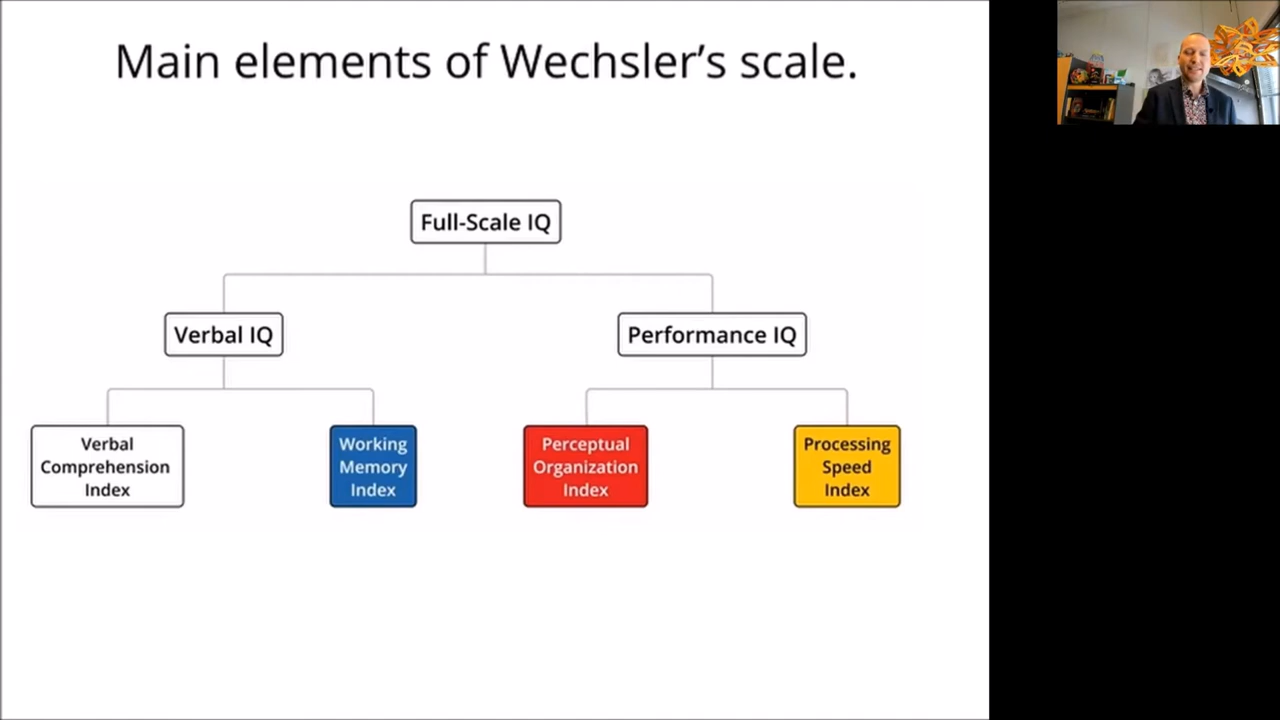 Main elements of Wechsler’s scale.
Full-Scale IQ
Verbal IQ
Performance IQ
Verbal
Comprehension
Index
Working
Memory
Index
Perceptual
Organization
Index
Processing
Speed
Index